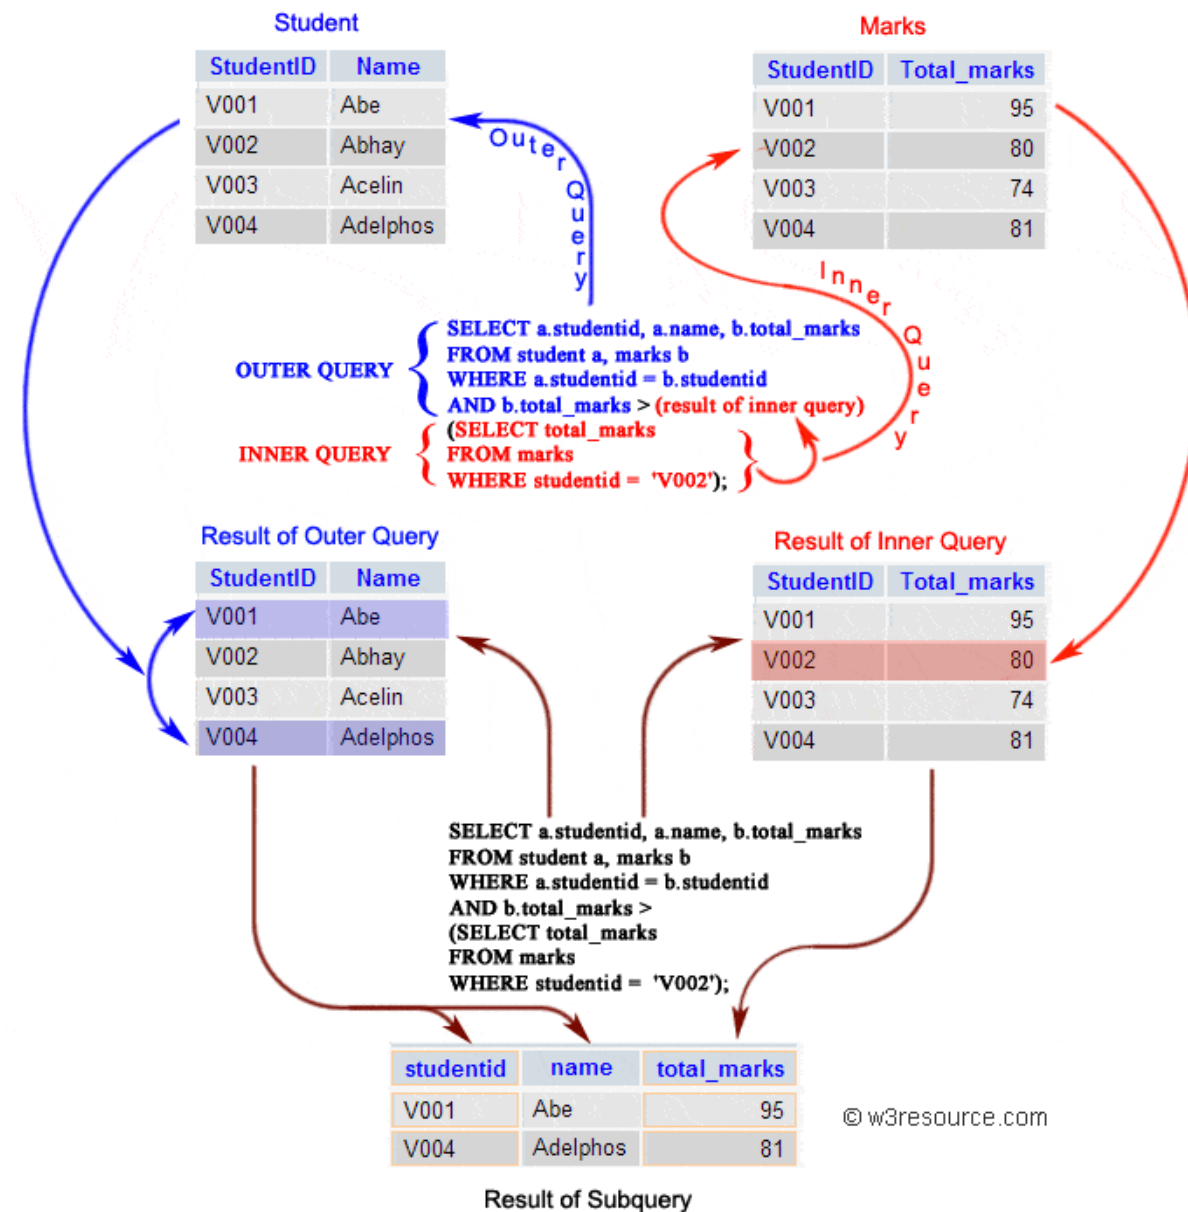 Student
StudentID Name
V001 Abe
V002 Abhay
V003 Acelin
V004 Adelphos
Marks
StudentID Total_marks
V001 95
V002 80
V003 74
V004 81
Outer Query
Inner Query
OUTER QUERY
SELECT a.studentid, a.name, b.total_marks
FROM student a, marks b
WHERE a.studentid = b.studentid
AND b.total_marks > (result of inner query)
INNER QUERY
(SELECT total_marks
FROM marks
WHERE studentid = 'V002');
Result of Outer Query
StudentID Name
V001 Abe
V002 Abhay
V003 Acelin
V004 Adelphos
Result of Inner Query
StudentID Total_marks
V001 95
V002 80
V003 74
V004 81
SELECT a.studentid, a.name, b.total_marks
FROM student a, marks b
WHERE a.studentid = b.studentid
AND b.total_marks >
(SELECT total_marks
FROM marks
WHERE studentid = 'V002');
studentid name total_marks
V001 Abe 95
V004 Adelphos 81
© w3resource.com
Result of Subquery